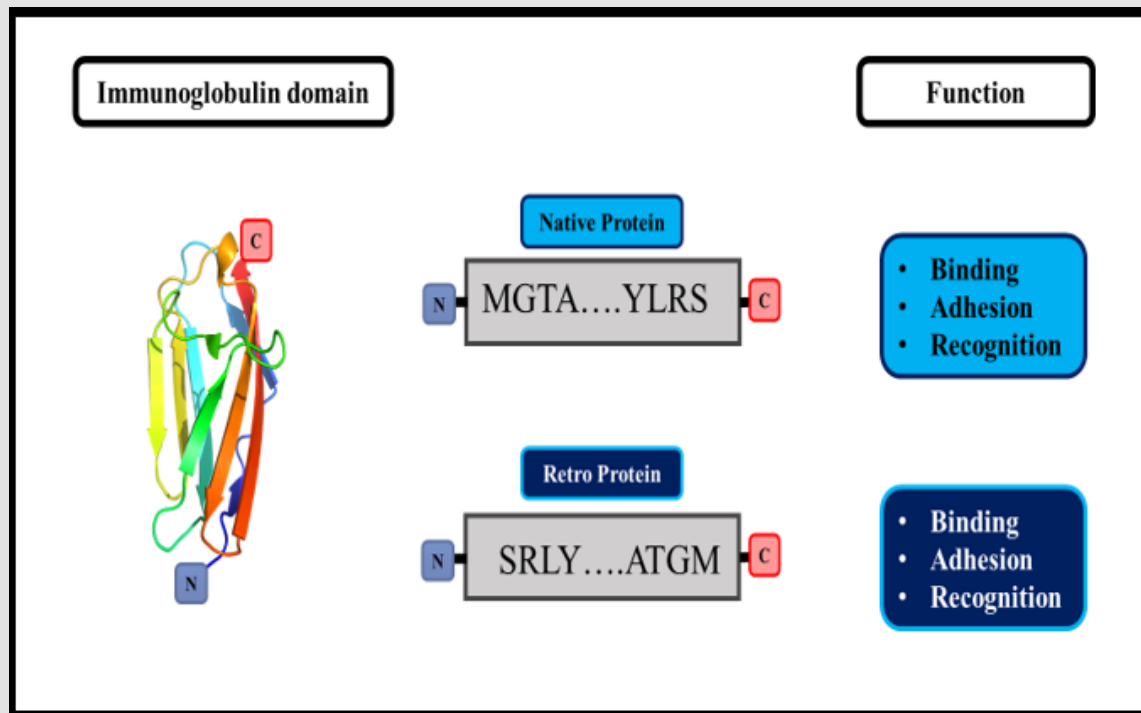 Immunoglobulin domain
Function
C
Native Protein
N
MGTA....YLRS
C
• Binding
• Adhesion
• Recognition
N
Retro Protein
N
SRLY....ATGM
C
• Binding
• Adhesion
• Recognition